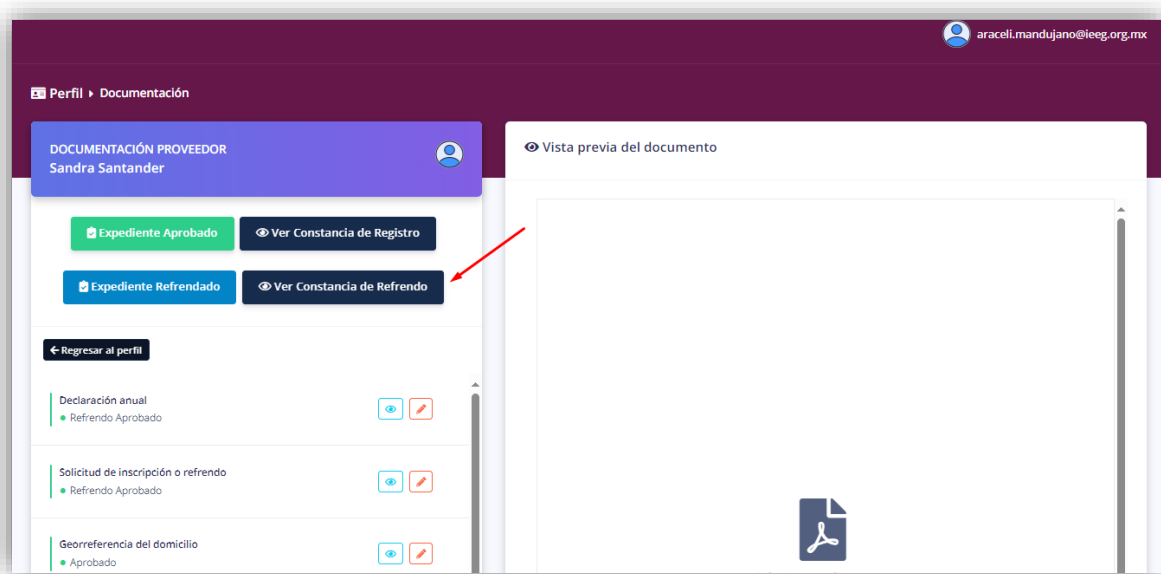 araceli.mandujano@ieeg.org.mx
Perfil Documentación
DOCUMENTACIÓN PROVEEDOR
Sandra Santander
Expediente Aprobado
Ver Constancia de Registro
Expediente Refrendado
Ver Constancia de Refrendo
Regresar al perfil
Declaración anual
Refrendo Aprobado
Solicitud de inscripción o refrendo
Refrendo Aprobado
Georreferencia del domicilio
Aprobado
Vista previa del documento